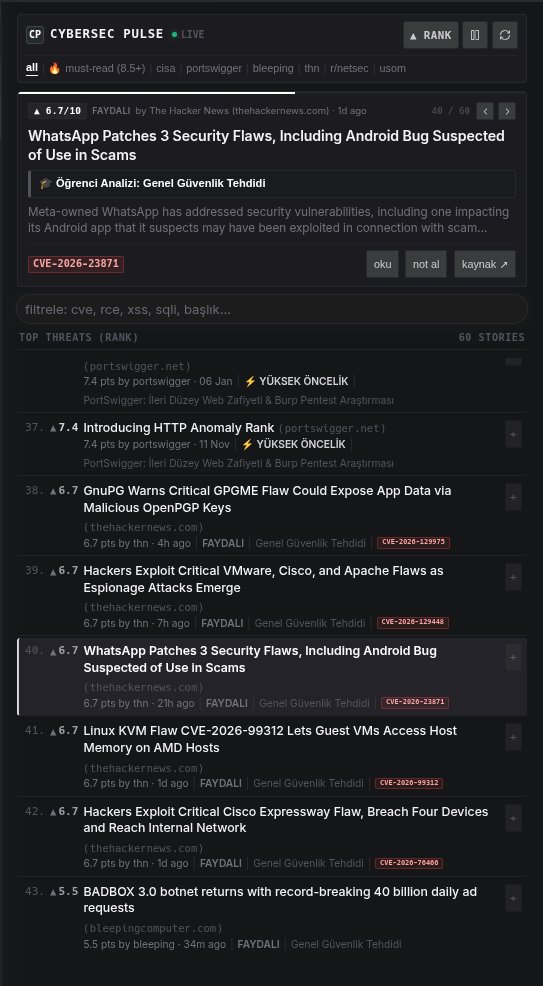 CP CYBERSEC PULSE ● LIVE ▲ RANK
all | 🔥 must-read (8.5+) | cisa | portswigger | bleeping | thn | r/netsec | usom
▲ 6.7/10 FAYDALI by The Hacker News (thehackernews.com) · 1d ago 40 / 60 ‹ ›
WhatsApp Patches 3 Security Flaws, Including Android Bug Suspected
of Use in Scams
🎓 Öğrenci Analizi: Genel Güvenlik Tehdidi
Meta-owned WhatsApp has addressed security vulnerabilities, including one impacting
its Android app that it suspects may have been exploited in connection with scam...
CVE-2026-23871 oku not al kaynak ↗
filtrele: cve, rce, xss, sqli, başlık...
TOP THREATS (RANK) 60 STORIES
(portswigger.net)
7.4 pts by portswigger · 06 Jan | ⚡ YÜKSEK ÖNCELİK |
PortSwigger: İleri Düzey Web Zafiyeti & Burp Pentest Araştırması
37. ▲7.4 Introducing HTTP Anomaly Rank (portswigger.net) +
7.4 pts by portswigger · 11 Nov | ⚡ YÜKSEK ÖNCELİK |
PortSwigger: İleri Düzey Web Zafiyeti & Burp Pentest Araştırması
38. ▲6.7 GnuPG Warns Critical GPGME Flaw Could Expose App Data via +
Malicious OpenPGP Keys
(thehackernews.com)
6.7 pts by thn · 4h ago | FAYDALI | Genel Güvenlik Tehdidi | CVE-2026-129975
39. ▲6.7 Hackers Exploit Critical VMware, Cisco, and Apache Flaws as +
Espionage Attacks Emerge
(thehackernews.com)
6.7 pts by thn · 7h ago | FAYDALI | Genel Güvenlik Tehdidi | CVE-2026-129448
40. ▲6.7 WhatsApp Patches 3 Security Flaws, Including Android Bug +
Suspected of Use in Scams
(thehackernews.com)
6.7 pts by thn · 21h ago | FAYDALI | Genel Güvenlik Tehdidi | CVE-2026-23871
41. ▲6.7 Linux KVM Flaw CVE-2026-99312 Lets Guest VMs Access Host +
Memory on AMD Hosts
(thehackernews.com)
6.7 pts by thn · 1d ago | FAYDALI | Genel Güvenlik Tehdidi | CVE-2026-99312
42. ▲6.7 Hackers Exploit Critical Cisco Expressway Flaw, Breach Four Devices +
and Reach Internal Network
(thehackernews.com)
6.7 pts by thn · 1d ago | FAYDALI | Genel Güvenlik Tehdidi | CVE-2026-76466
43. ▲5.5 BADBOX 3.0 botnet returns with record-breaking 40 billion daily ad +
requests
(bleepingcomputer.com)
5.5 pts by bleeping · 34m ago | FAYDALI | Genel Güvenlik Tehdidi